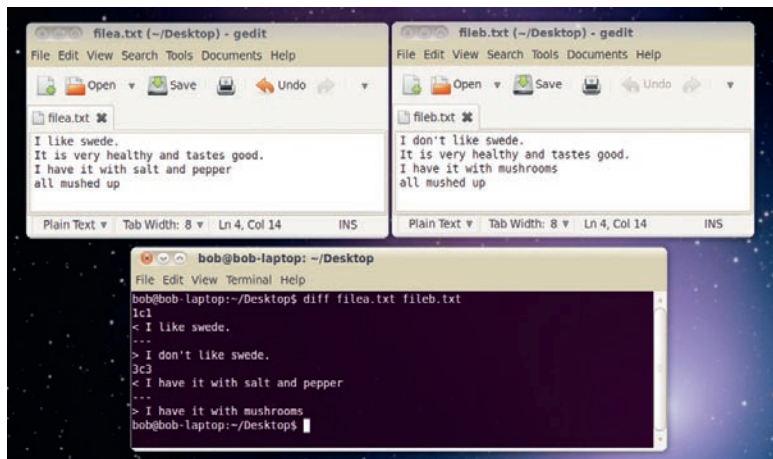 filea.txt (~/Desktop) - gedit
File Edit View Search Tools Documents Help
Open Save Undo
filea.txt
I like swede.
It is very healthy and tastes good.
I have it with salt and pepper
all mushed up
Plain Text Tab Width: 8 Ln 4, Col 14 INS
fileb.txt (~/Desktop) - gedit
File Edit View Search Tools Documents Help
Open Save Undo
fileb.txt
I don't like swede.
It is very healthy and tastes good.
I have it with mushrooms
all mushed up
Plain Text Tab Width: 8 Ln 4, Col 14 INS
bob@bob-laptop: ~/Desktop
File Edit View Terminal Help
bob@bob-laptop:~/Desktop$ diff filea.txt fileb.txt
1c1
< I like swede.
---
> I don't like swede.
3c3
< I have it with salt and pepper
---
> I have it with mushrooms
bob@bob-laptop:~/Desktop$